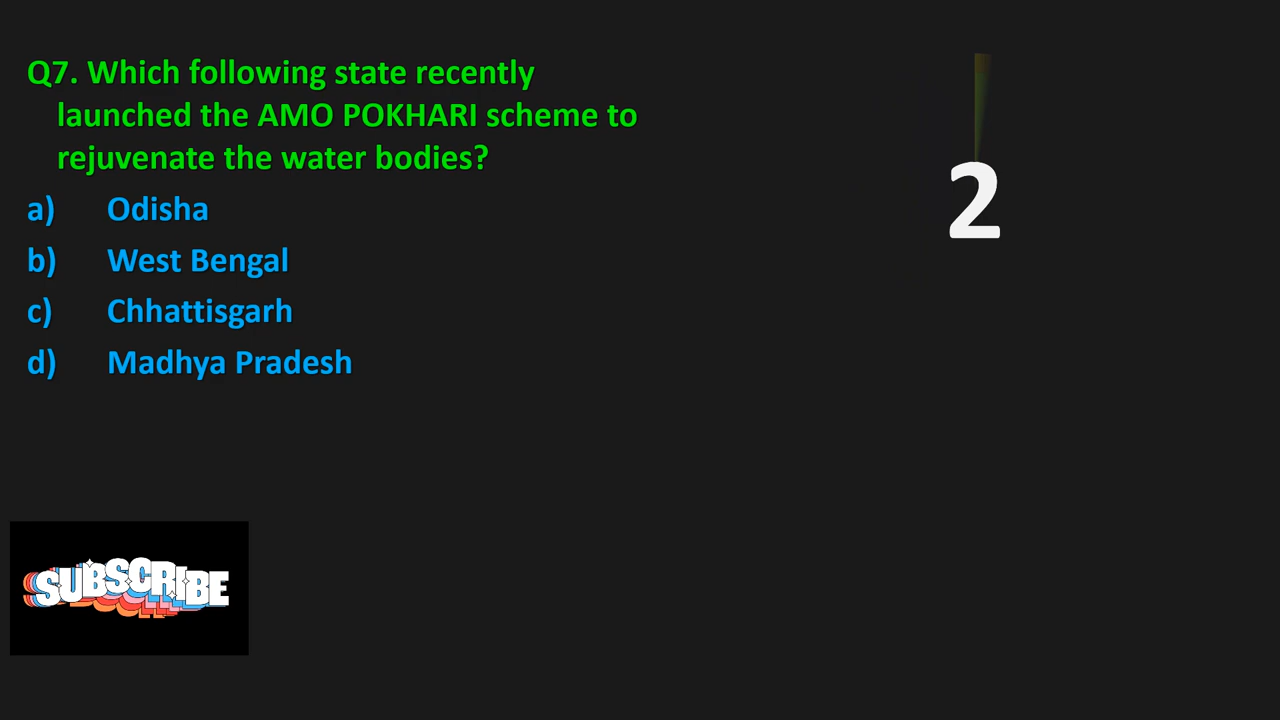 Q7. Which following state recently
launched the AMO POKHARI scheme to
rejuvenate the water bodies?
a) Odisha
b) West Bengal
c) Chhattisgarh
d) Madhya Pradesh
2
SUBSCRIBE